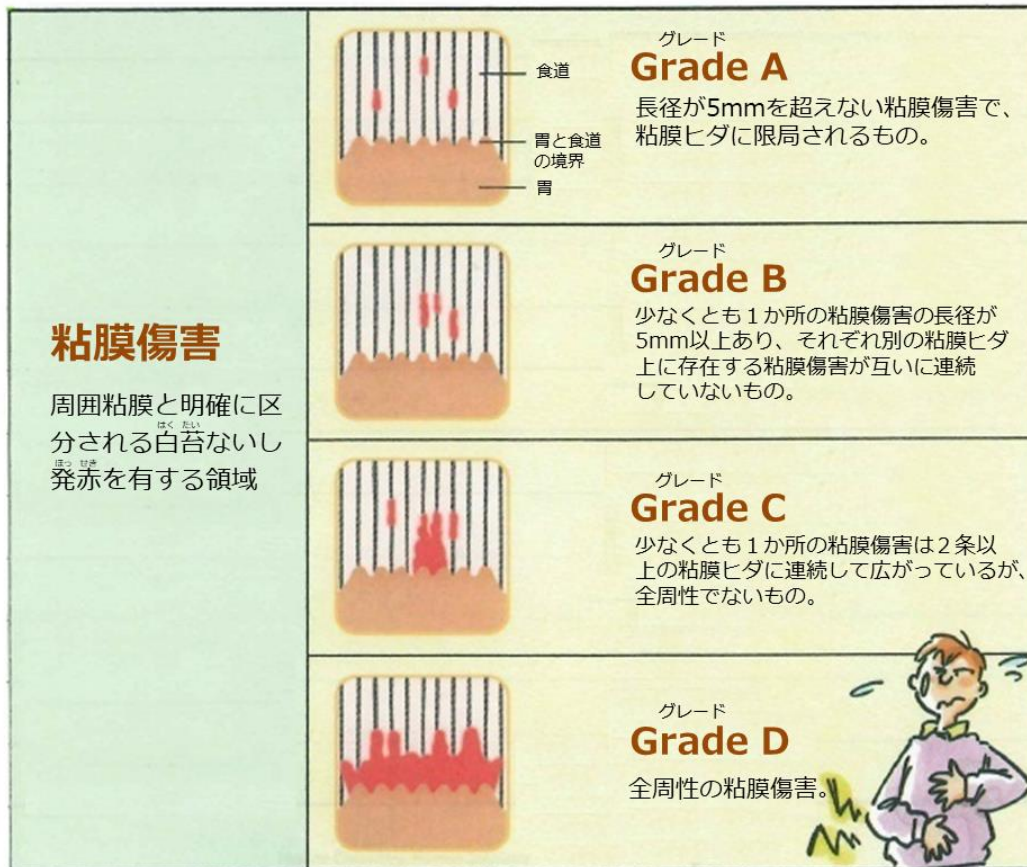 粘膜傷害
周囲粘膜と明確に区
分される白苔ないし
はく たい
発赤を有する領域
ほっ せき
食道
胃と食道
の境界
胃
グレード
Grade A
長径が5mmを超えない粘膜傷害で、
粘膜ヒダに限局されるもの。
グレード
Grade B
少なくとも１か所の粘膜傷害の長径が
5mm以上あり、それぞれ別の粘膜ヒダ
上に存在する粘膜傷害が互いに連続
していないもの。
グレード
Grade C
少なくとも１か所の粘膜傷害は２条以
上の粘膜ヒダに連続して広がっているが、
全周性でないもの。
グレード
Grade D
全周性の粘膜傷害。